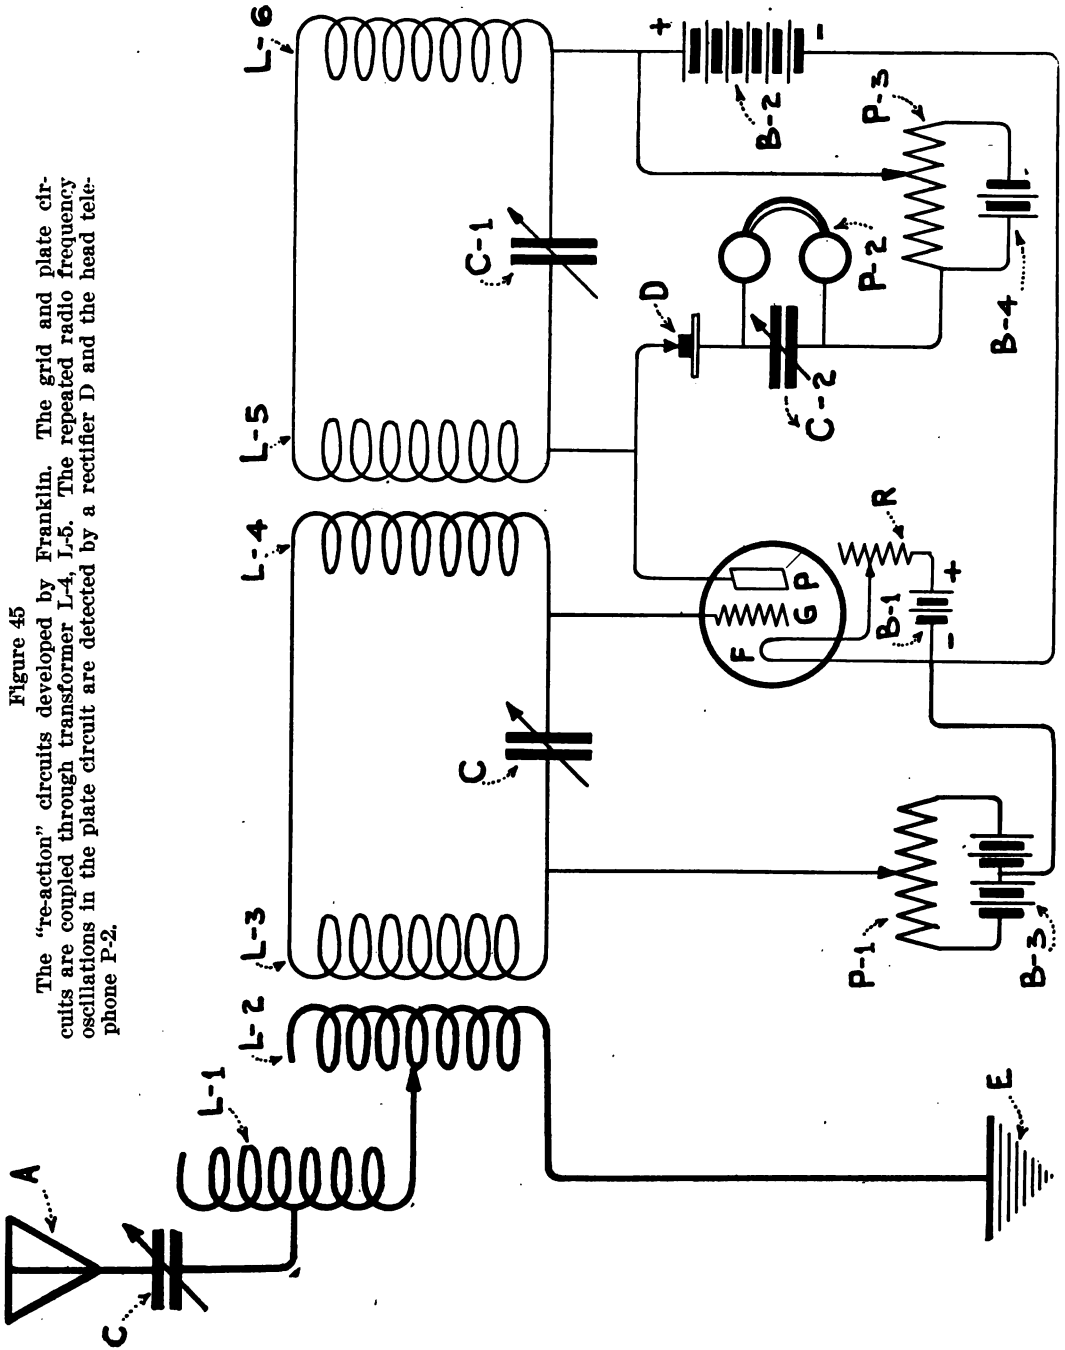 Figure 45
The “re-action” circuits developed by Franklin. The grid and plate cir-
cuits are coupled through transformer L-4, L-5. The repeated radio frequency
oscillations in the plate circuit are detected by a rectifier D and the head tele-
phone P-2.
A
C
L-1
L-2
L-3
L-4
L-5
L-6
C
C-1
+
-
B-2
D
P-3
P-2
C-2
B-4
-
F
G
P
R
B-1
+
-
P-1
B-3
E